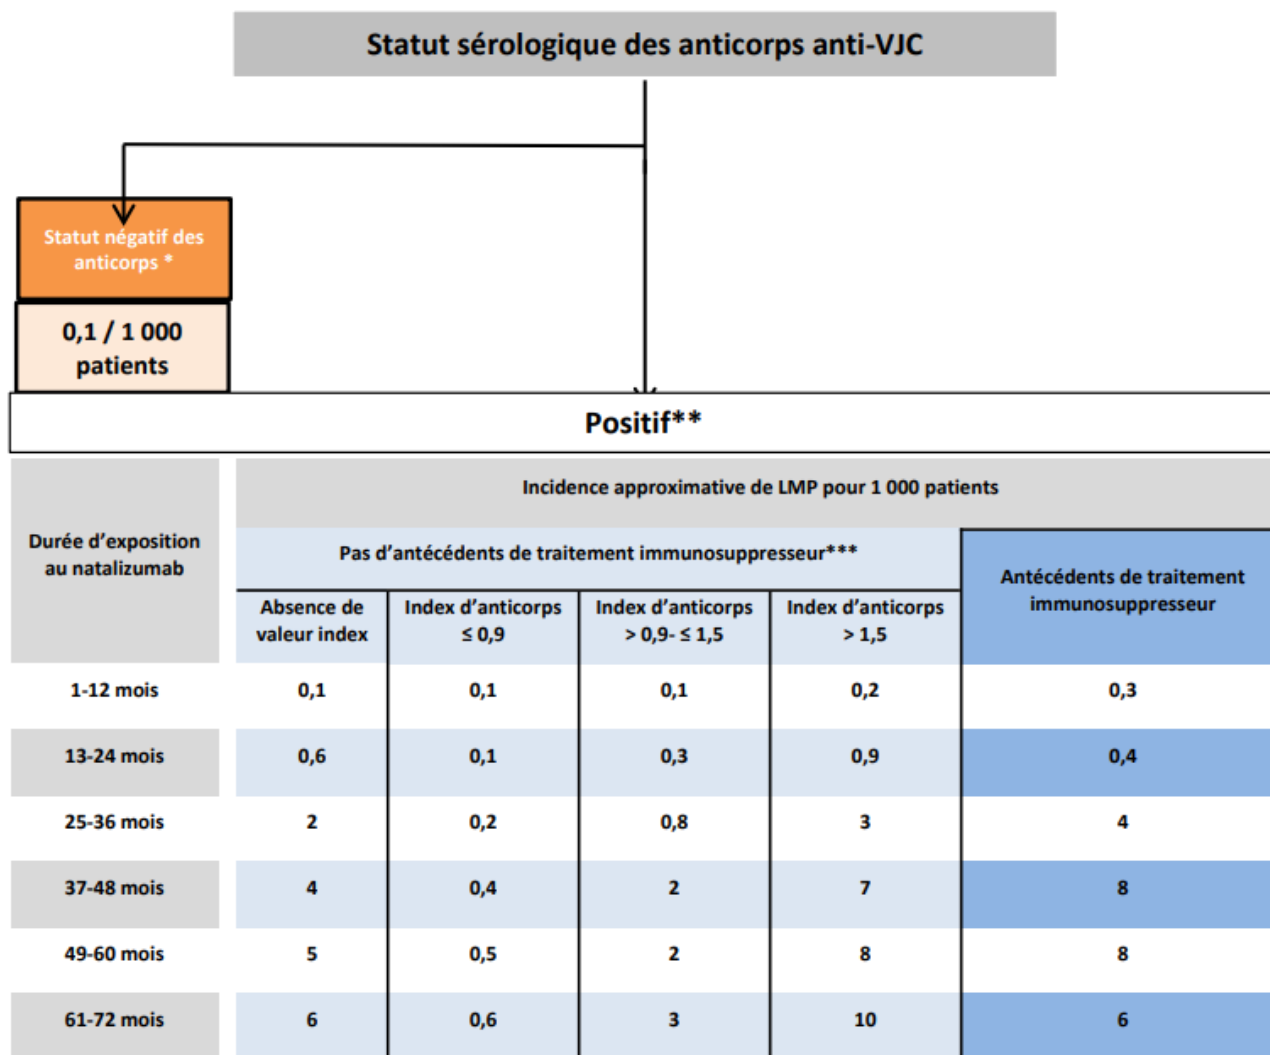 Statut sérologique des anticorps anti-VJC
Statut négatif des
anticorps *
0,1 / 1 000
patients
Positif**
Durée d'exposition
au natalizumab
Incidence approximative de LMP pour 1 000 patients
Pas d'antécédents de traitement immunosuppresseur***
Antécédents de traitement
immunosuppresseur
Absence de
valeur index
Index d'anticorps
≤ 0,9
Index d'anticorps
> 0,9- ≤ 1,5
Index d'anticorps
> 1,5
1-12 mois 0,1 0,1 0,1 0,2 0,3
13-24 mois 0,6 0,1 0,3 0,9 0,4
25-36 mois 2 0,2 0,8 3 4
37-48 mois 4 0,4 2 7 8
49-60 mois 5 0,5 2 8 8
61-72 mois 6 0,6 3 10 6